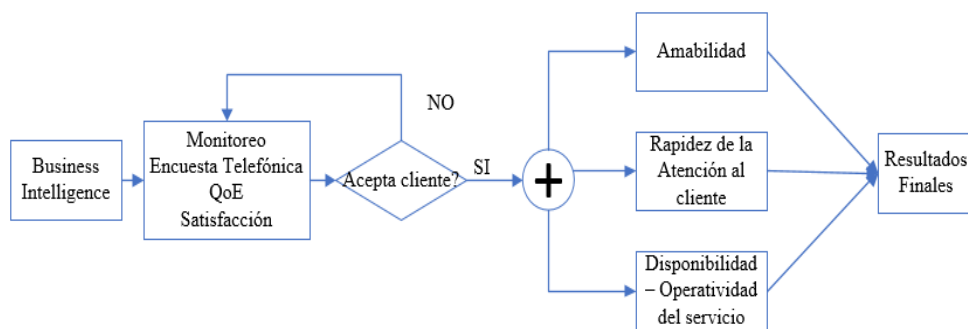 Business
Intelligence
Monitoreo
Encuesta Telefónica
QoE
Satisfacción
NO
Acepta cliente?
SI
+
Amabilidad
Rapidez de la
Atención al
cliente
Disponibilidad
– Operatividad
del servicio
Resultados
Finales